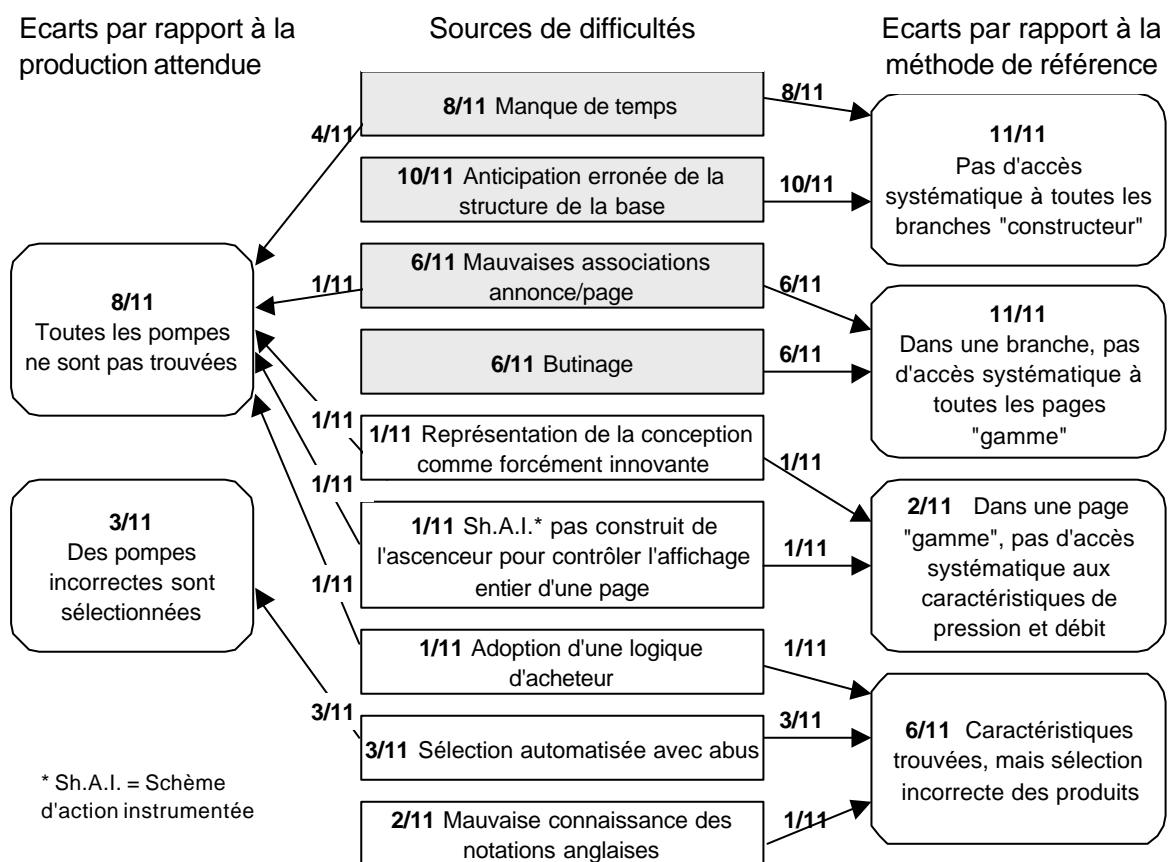 Ecarts par rapport à la
production attendue
Sources de difficultés
Ecarts par rapport à la
méthode de référence
8/11 Manque de temps
10/11 Anticipation erronée de la
structure de la base
6/11 Mauvaises associations
annonce/page
6/11 Butinage
1/11 Représentation de la conception
comme forcément innovante
1/11 Sh.A.I.* pas construit de
l'ascenceur pour contrôler l'affichage
entier d'une page
1/11 Adoption d'une logique
d'acheteur
3/11 Sélection automatisée avec abus
2/11 Mauvaise connaissance des
notations anglaises
4/11
1/11
1/11
1/11
1/11
3/11
8/11
10/11
6/11
6/11
1/11
1/11
1/11
3/11
1/11
8/11
Toutes les pompes
ne sont pas trouvées
3/11
Des pompes
incorrectes sont
sélectionnées
* Sh.A.I. = Schème
d'action instrumentée
11/11
Pas d'accès
systématique à toutes les
branches "constructeur"
11/11
Dans une branche, pas
d'accès systématique à
toutes les pages
"gamme"
2/11 Dans une page
"gamme", pas d'accès
systématique aux
caractéristiques de
pression et débit
6/11 Caractéristiques
trouvées, mais sélection
incorrecte des produits